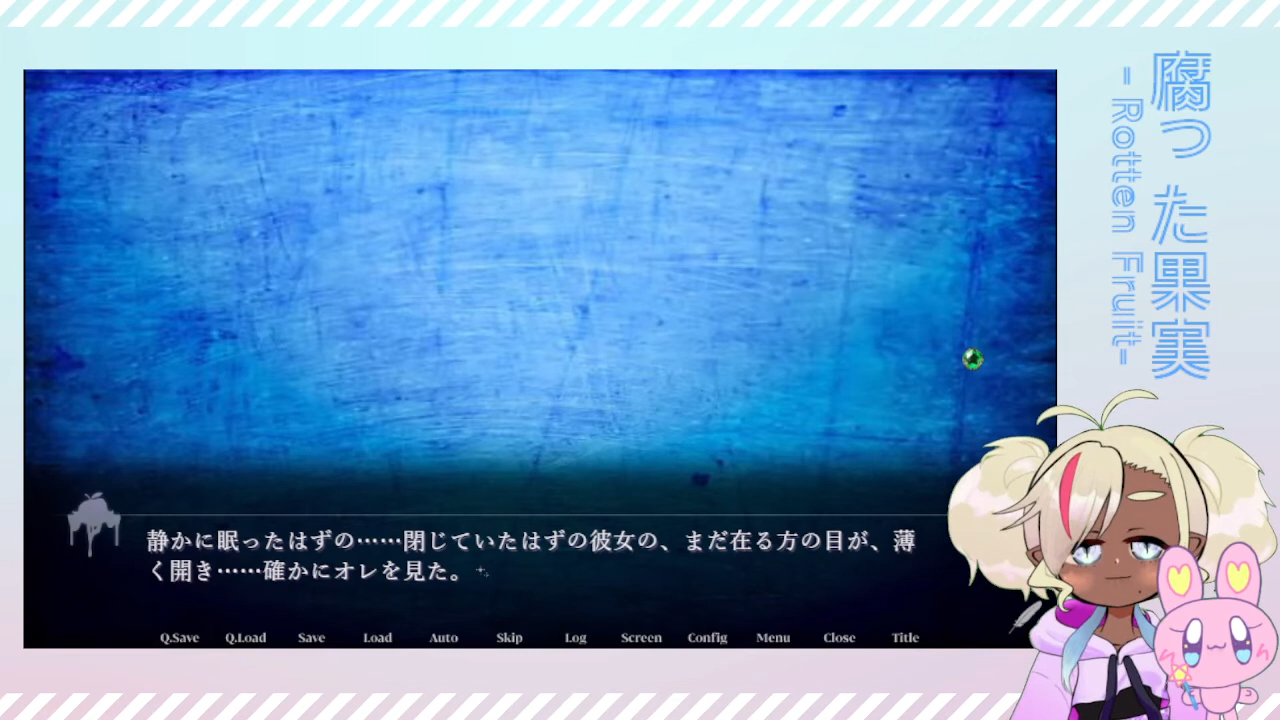 腐った果実
- Rotten Fruit-
静かに眠ったはずの……閉じていたはずの彼女の、まだ在る方の目が、薄
く開き……確かにオレを見た。
Q.Save Q.Load Save Load Auto Skip Log Screen Config Menu Close Title